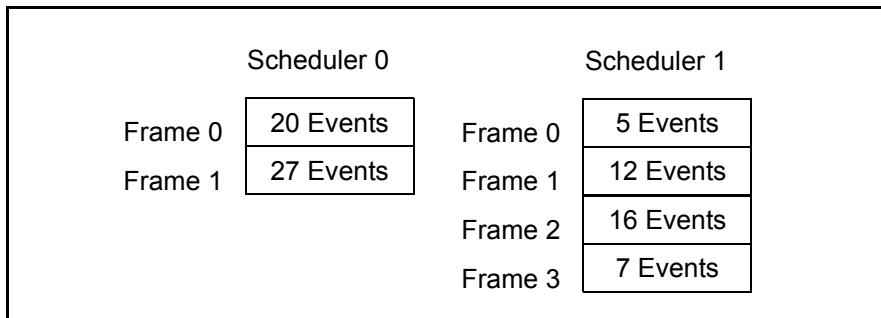 Scheduler 0
Frame 0 20 Events
Frame 1 27 Events
Scheduler 1
Frame 0 5 Events
Frame 1 12 Events
Frame 2 16 Events
Frame 3 7 Events